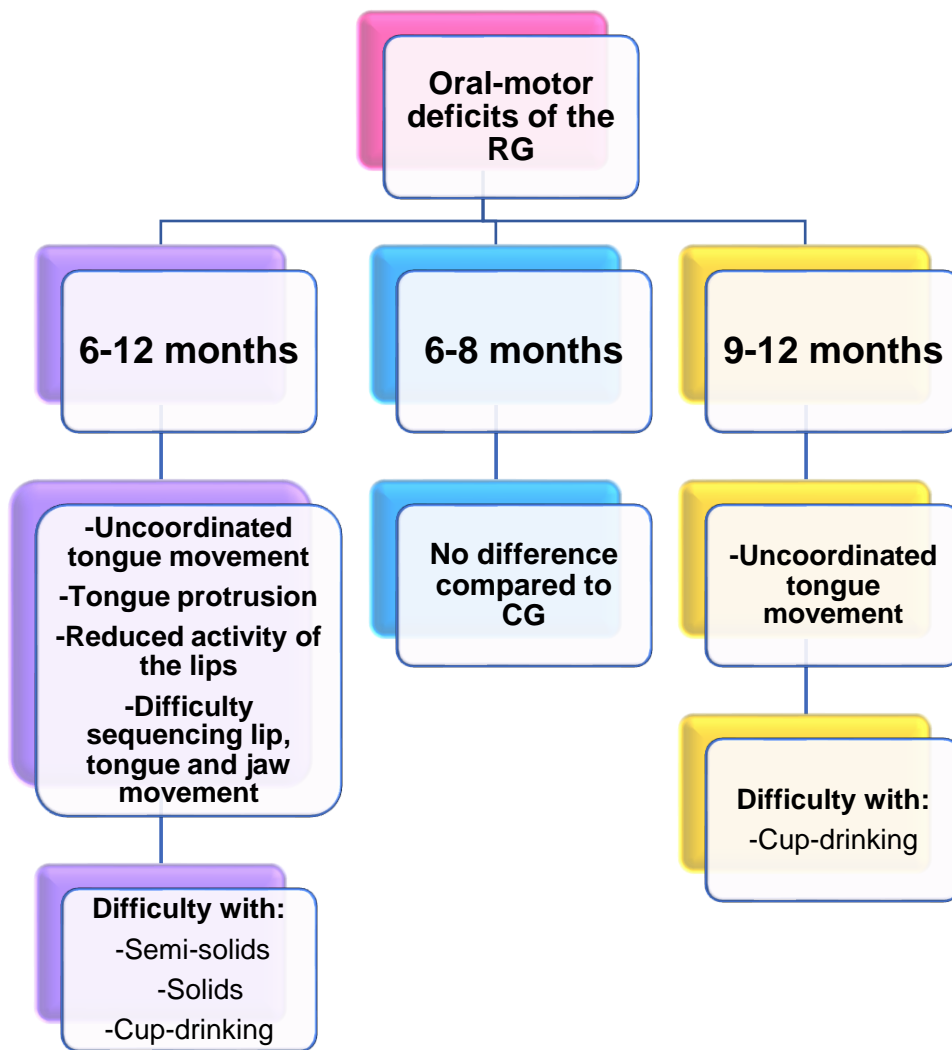 Oral-motor
deficits of the
RG
6-12 months
6-8 months
9-12 months
-Uncoordinated
tongue movement
-Tongue protrusion
-Reduced activity of
the lips
-Difficulty
sequencing lip,
tongue and jaw
movement
No difference
compared to
CG
-Uncoordinated
tongue
movement
Difficulty with:
-Semi-solids
-Solids
-Cup-drinking
Difficulty with:
-Cup-drinking